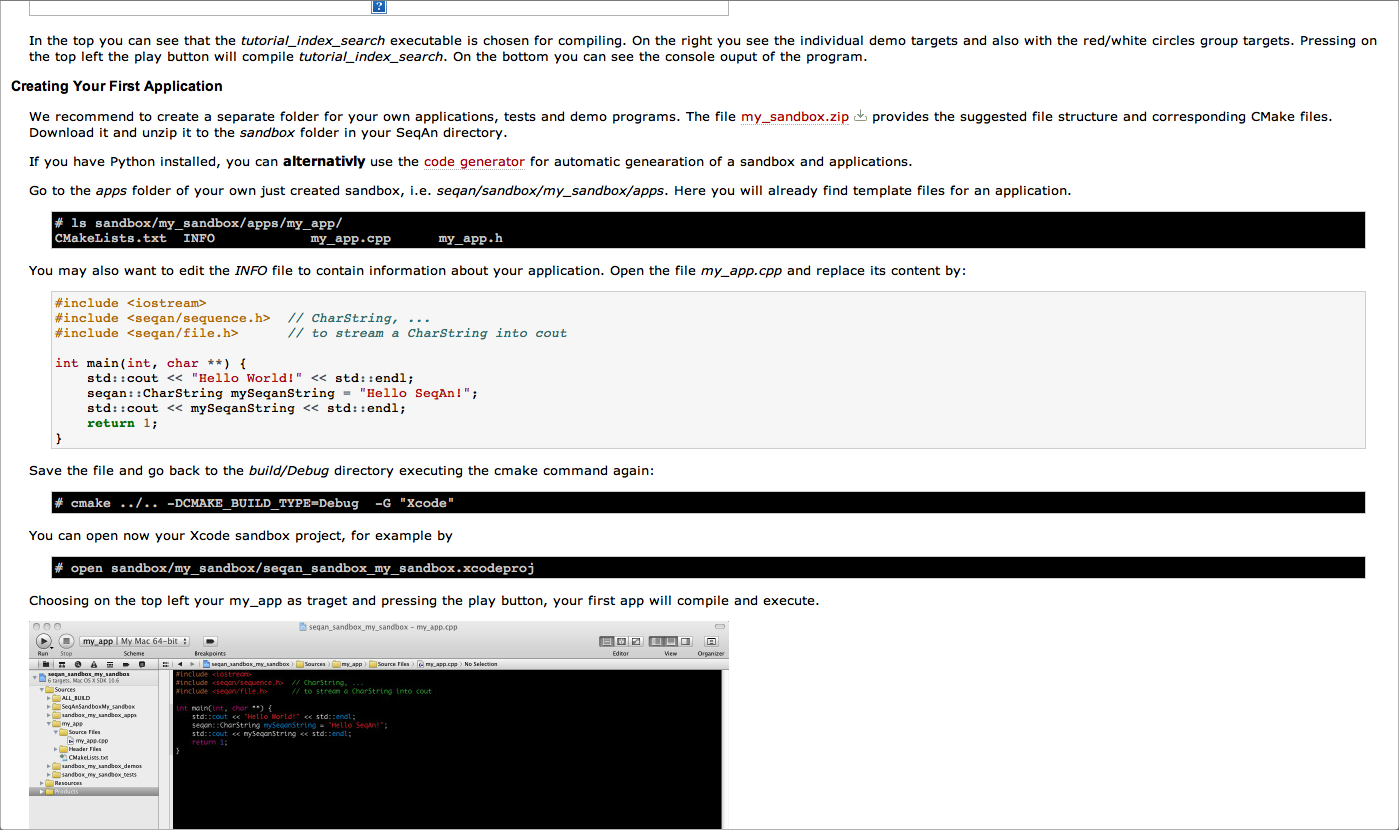 ?
In the top you can see that the tutorial_index_search executable is chosen for compiling. On the right you see the individual demo targets and also with the red/white circles group targets. Pressing on
the top left the play button will compile tutorial_index_search. On the bottom you can see the console ouput of the program.
Creating Your First Application
We recommend to create a separate folder for your own applications, tests and demo programs. The file my_sandbox.zip provides the suggested file structure and corresponding CMake files.
Download it and unzip it to the sandbox folder in your SeqAn directory.
If you have Python installed, you can alternativly use the code generator for automatic genearation of a sandbox and applications.
Go to the apps folder of your own just created sandbox, i.e. seqan/sandbox/my_sandbox/apps. Here you will already find template files for an application.
# ls sandbox/my_sandbox/apps/my_app/
CMakeLists.txt  INFO            my_app.cpp      my_app.h
You may also want to edit the INFO file to contain information about your application. Open the file my_app.cpp and replace its content by:
#include <iostream>
#include <seqan/sequence.h>  // CharString, ...
#include <seqan/file.h>      // to stream a CharString into cout
int main(int, char **) {
    std::cout << "Hello World!" << std::endl;
    seqan::CharString mySeqanString = "Hello SeqAn!";
    std::cout << mySeqanString << std::endl;
    return 1;
}
Save the file and go back to the build/Debug directory executing the cmake command again:
# cmake ../.. -DCMAKE_BUILD_TYPE=Debug  -G "Xcode"
You can open now your Xcode sandbox project, for example by
# open sandbox/my_sandbox/seqan_sandbox_my_sandbox.xcodeproj
Choosing on the top left your my_app as traget and pressing the play button, your first app will compile and execute.
seqan_sandbox_my_sandbox – my_app.cpp
my_app | My Mac 64-bit
Run Stop Scheme Breakpoints Editor View Organizer
seqan_sandbox_my_sandbox Sources my_app Source Files my_app.cpp No Selection
seqan_sandbox_my_sandbox
6 targets, Mac OS X SDK 10.6
Sources
ALL_BUILD
SeqAnSandboxMy_sandbox
sandbox_my_sandbox_apps
my_app
Source Files
my_app.cpp
Header Files
CMakeLists.txt
sandbox_my_sandbox_demos
sandbox_my_sandbox_tests
Resources
Products
#include <iostream>
#include <seqan/sequence.h>  // CharString, ...
#include <seqan/file.h>      // to stream a CharString into cout
int main(int, char **) {
    std::cout << "Hello World!" << std::endl;
    seqan::CharString mySeqanString = "Hello SeqAn!";
    std::cout << mySeqanString << std::endl;
    return 1;
}